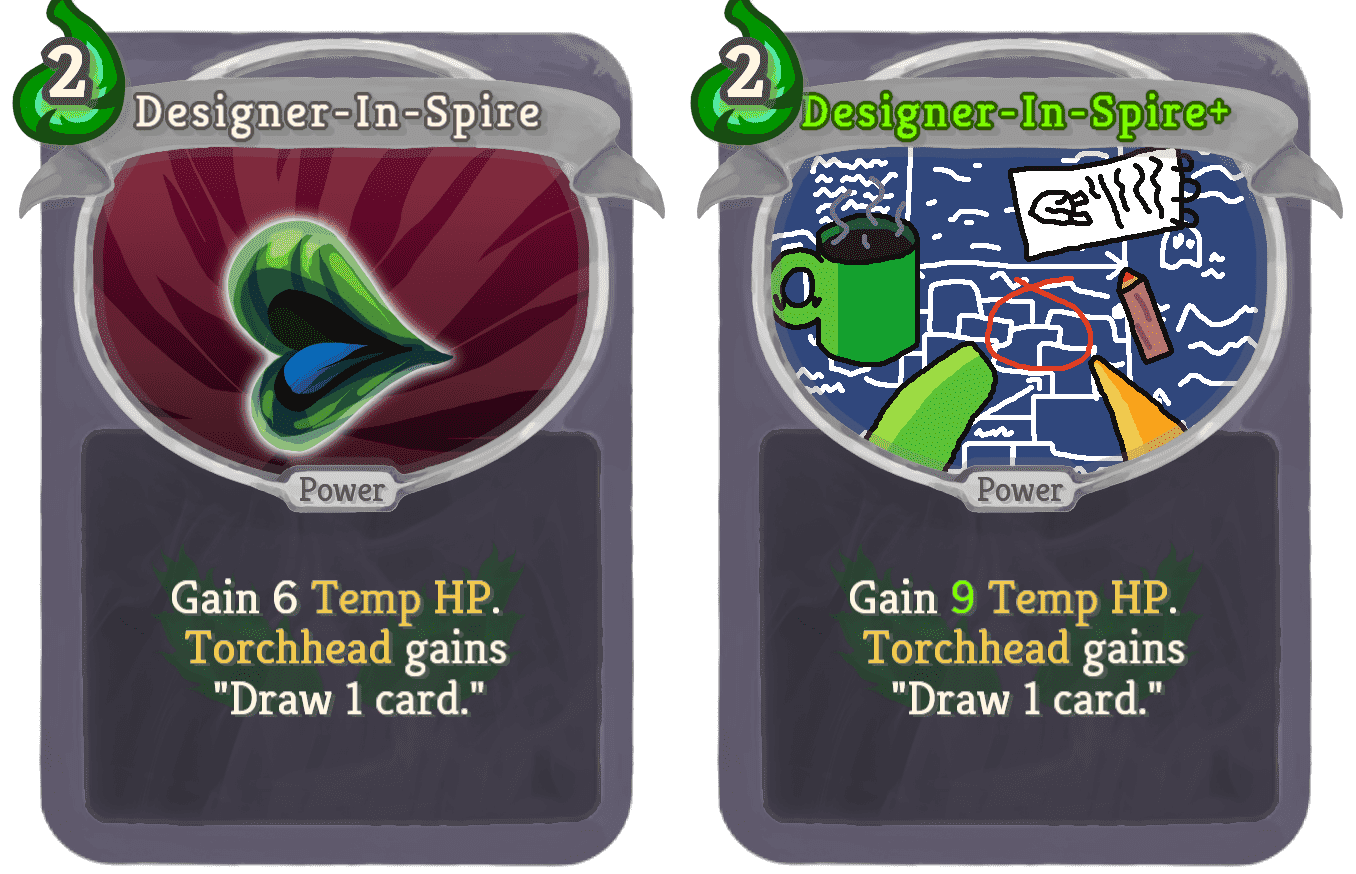 2
Designer-In-Spire
Power
Gain 6 Temp HP.
Torchhead gains
"Draw 1 card."
2
Designer-In-Spire+
Power
Gain 9 Temp HP.
Torchhead gains
"Draw 1 card."